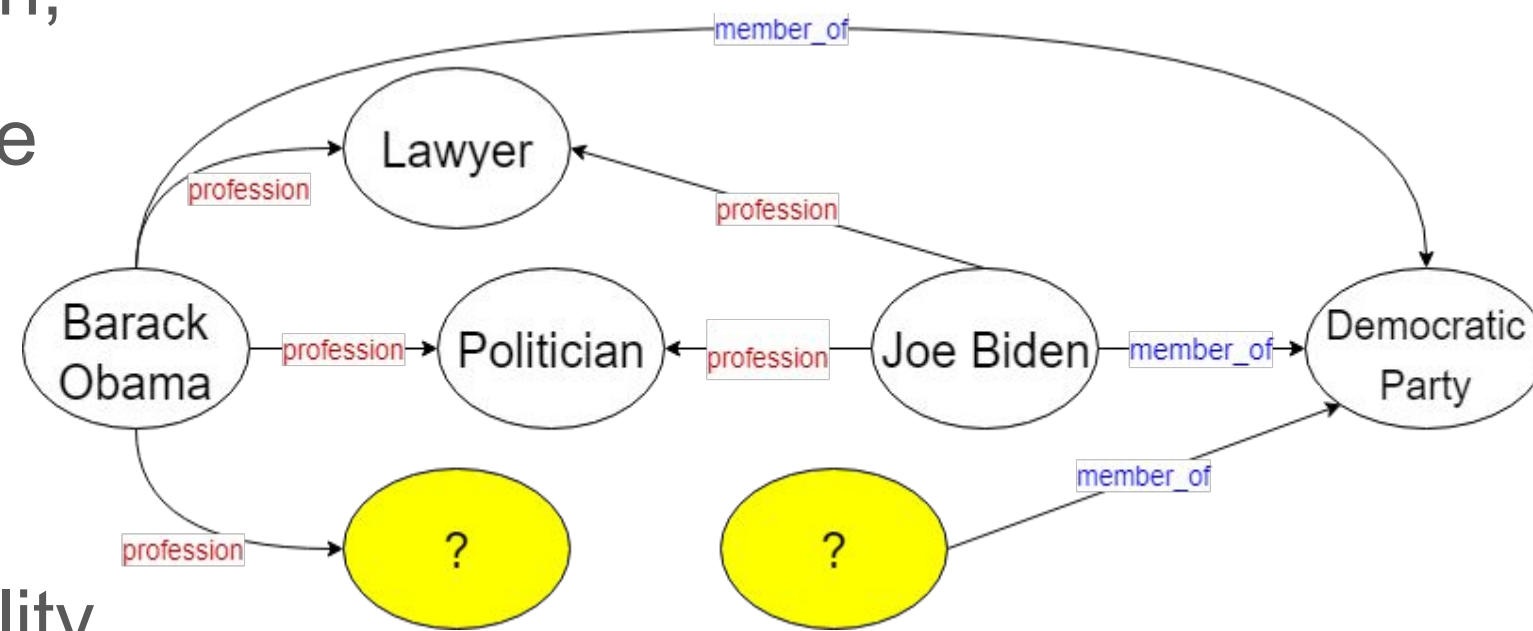 member_of
Lawyer
profession
profession
Barack
Obama
profession
Politician
profession
Joe Biden
member_of
Democratic
Party
member_of
profession
?
?